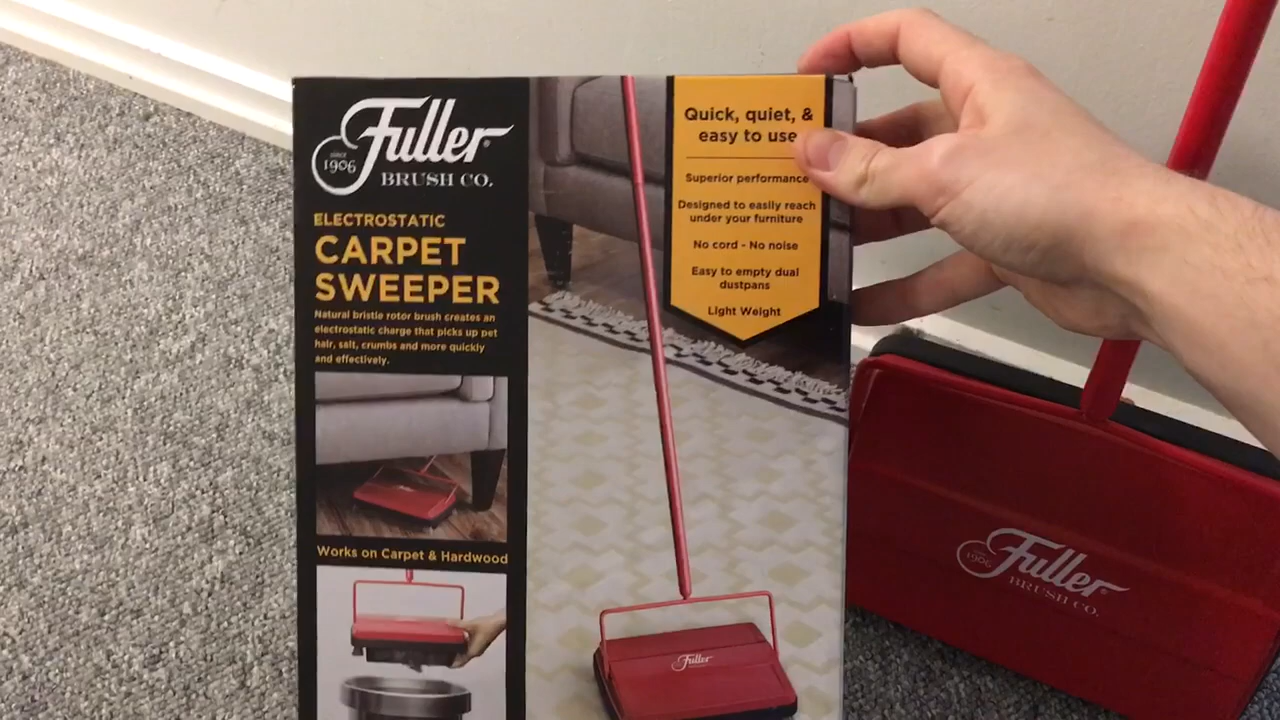 Fuller®
SINCE
1906
BRUSH CO.
ELECTROSTATIC
CARPET
SWEEPER
Natural bristle rotor brush creates an
electrostatic charge that picks up pet
hair, salt, crumbs and more quickly
and effectively.
Works on Carpet & Hardwood
Quick, quiet, &
easy to use
Superior performance
Designed to easily reach
under your furniture
No cord - No noise
Easy to empty dual
dustpans
Light Weight
Fuller
SINCE
1906
Fuller
BRUSH CO.